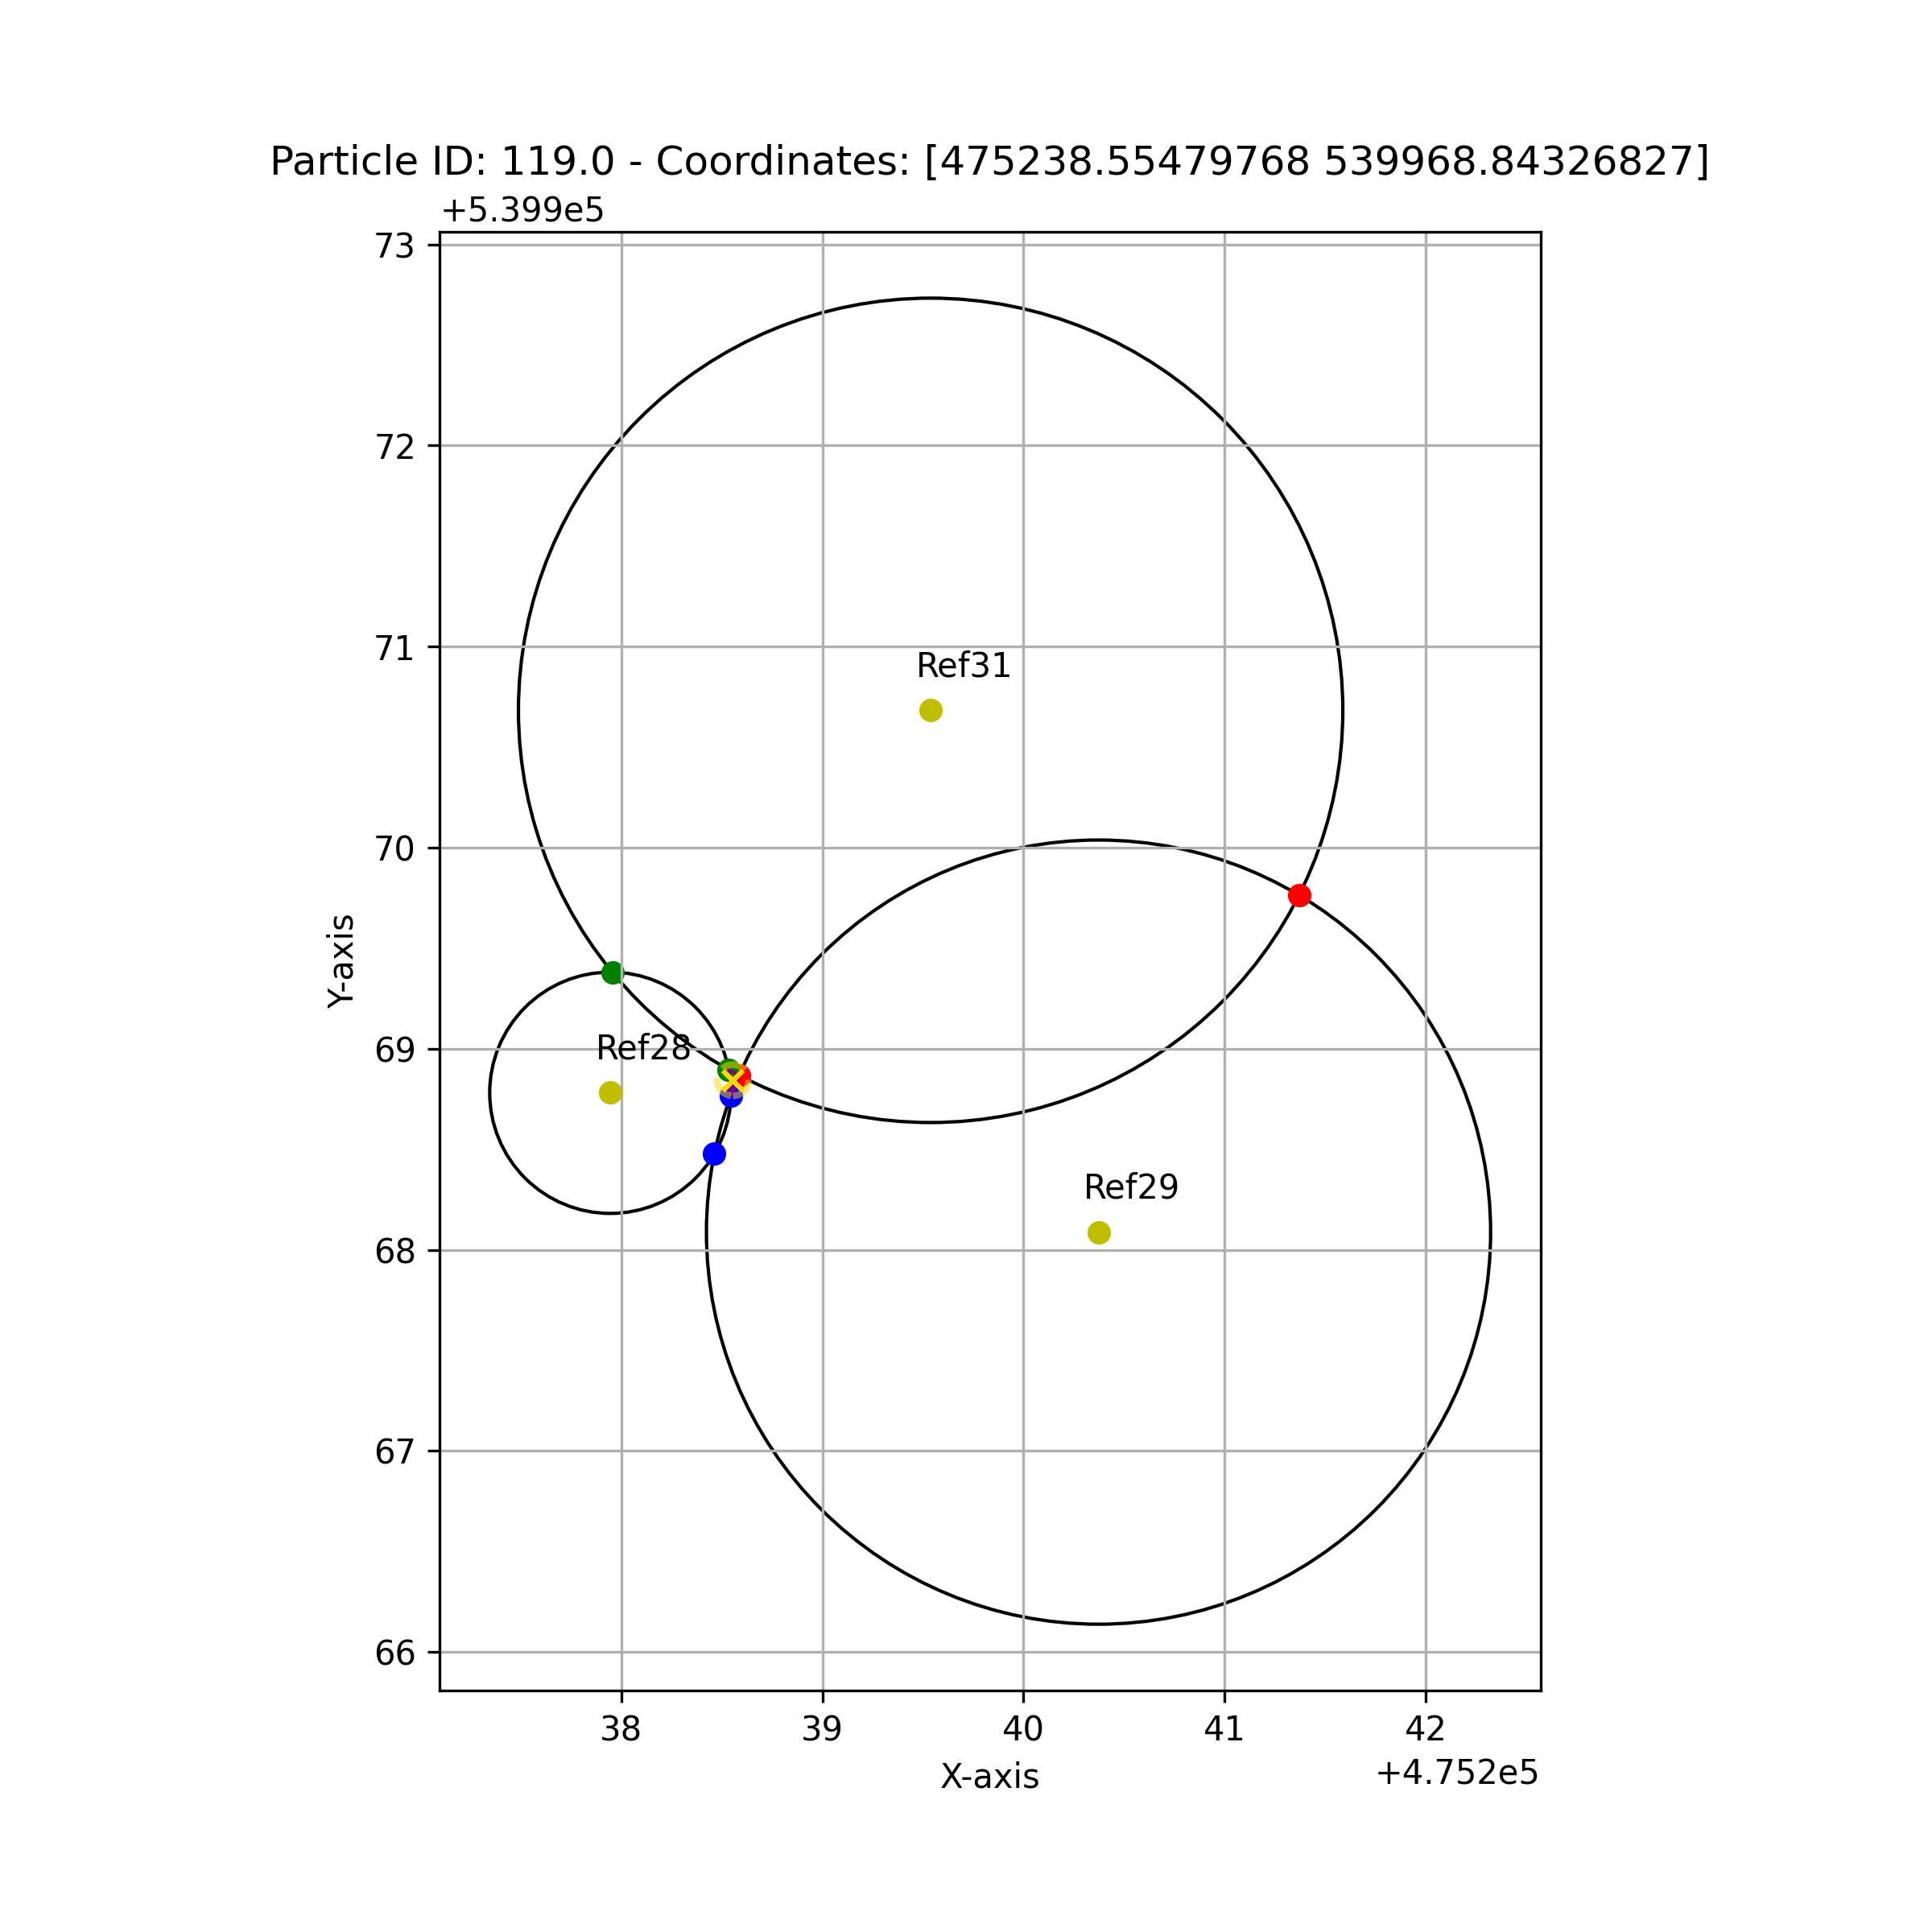 Particle ID: 119.0 - Coordinates: [475238.55479768 539968.84326827]
+5.399e5
73
72
71
70
69
68
67
66
Y-axis
Ref31
Ref28
Ref29
38 39 40 41 42
X-axis
+4.752e5